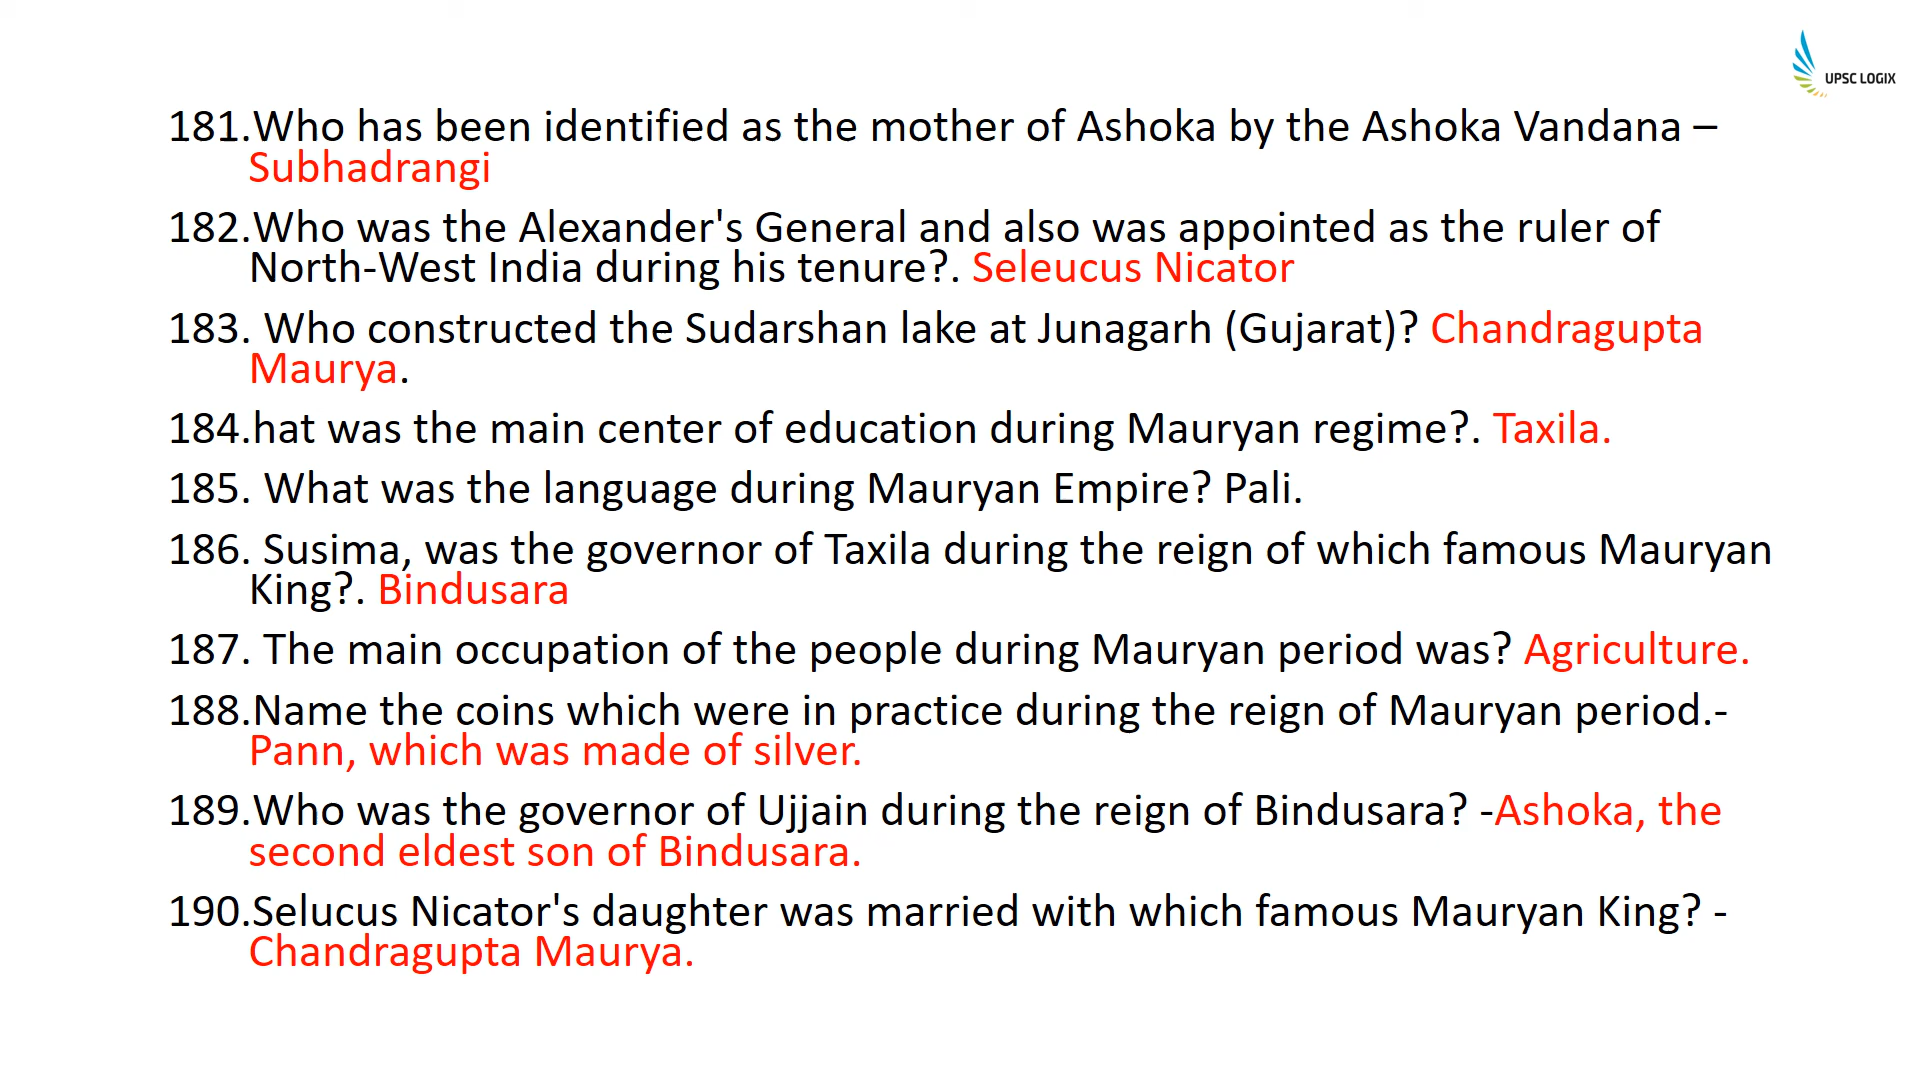 UPSC LOGIX
181.Who has been identified as the mother of Ashoka by the Ashoka Vandana –
Subhadrangi
182.Who was the Alexander's General and also was appointed as the ruler of
North-West India during his tenure?. Seleucus Nicator
183. Who constructed the Sudarshan lake at Junagarh (Gujarat)? Chandragupta
Maurya.
184.hat was the main center of education during Mauryan regime?. Taxila.
185. What was the language during Mauryan Empire? Pali.
186. Susima, was the governor of Taxila during the reign of which famous Mauryan
King?. Bindusara
187. The main occupation of the people during Mauryan period was? Agriculture.
188.Name the coins which were in practice during the reign of Mauryan period.-
Pann, which was made of silver.
189.Who was the governor of Ujjain during the reign of Bindusara? -Ashoka, the
second eldest son of Bindusara.
190.Selucus Nicator's daughter was married with which famous Mauryan King? -
Chandragupta Maurya.